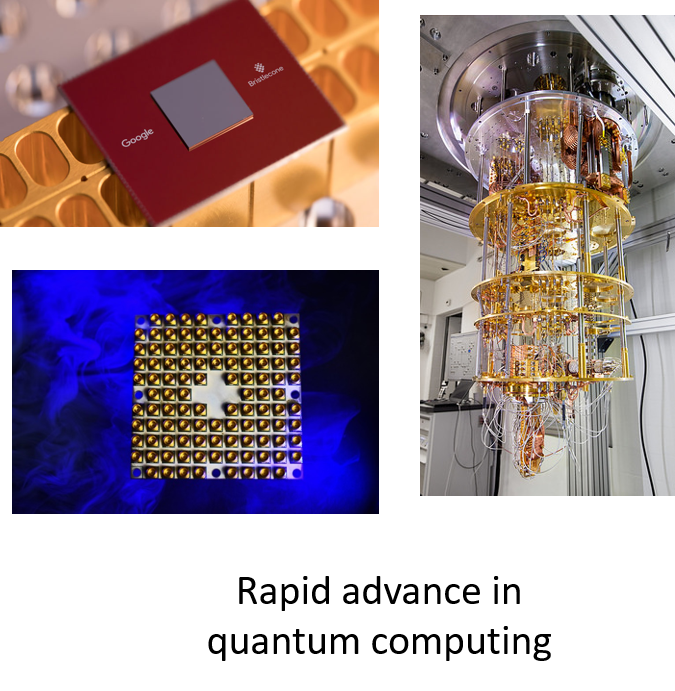 Google
Bristlecone
Rapid advance in
quantum computing